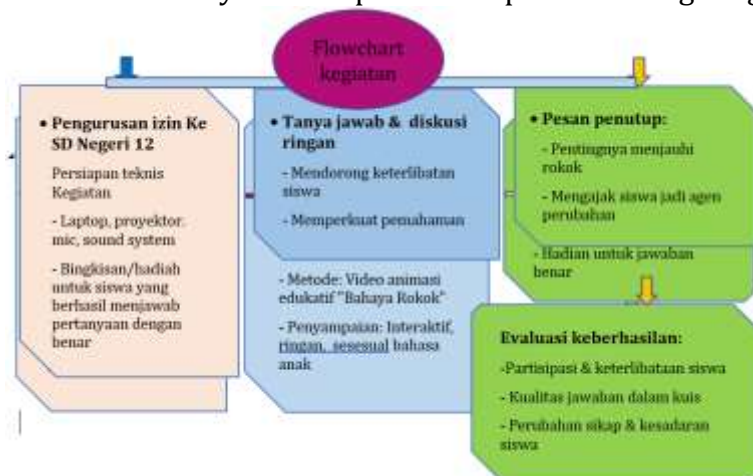 Flowchart
kegiatan
• Pengurusan izin Ke
SD Negeri 12
Persiapan teknis
Kegiatan
- Laptop, proyektor.
mic, sound system
- Bingkisan/hadiah
untuk siswa yang
berhasil menjawab
pertanyaan dengan
benar
• Tanya jawab & diskusi
ringan
- Mendorong keterlibatan
siswa
- Memperkuat pemahaman
- Metode: Video animasi
edukatif "Bahaya Rokok"
- Penyampaian: Interaktif,
ringan, sesesual bahasa
anak
• Pesan penutup:
- Pentingnya menjauhi
rokok
- Mengajak siswa jadi agen
perubahan
- Hadian untuk jawaban
benar
Evaluasi keberhasilan:
-Partisipasi & keterlibataan siswa
- Kualitas jawaban dalam kuis
- Perubahan sikap & kesadaran
siswa